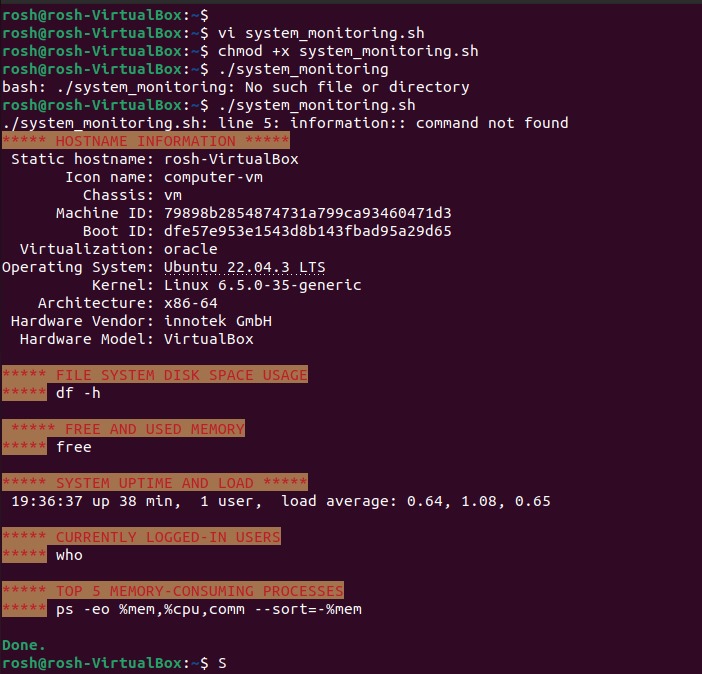 rosh@rosh-VirtualBox:~$
rosh@rosh-VirtualBox:~$ vi system_monitoring.sh
rosh@rosh-VirtualBox:~$ chmod +x system_monitoring.sh
rosh@rosh-VirtualBox:~$ ./system_monitoring
bash: ./system_monitoring: No such file or directory
rosh@rosh-VirtualBox:~$ ./system_monitoring.sh
./system_monitoring.sh: line 5: information:: command not found
***** HOSTNAME INFORMATION *****
Static hostname: rosh-VirtualBox
Icon name: computer-vm
Chassis: vm
Machine ID: 79898b2854874731a799ca93460471d3
Boot ID: dfe57e953e1543d8b143fbad95a29d65
Virtualization: oracle
Operating System: Ubuntu 22.04.3 LTS
Kernel: Linux 6.5.0-35-generic
Architecture: x86-64
Hardware Vendor: innotek GmbH
Hardware Model: VirtualBox
***** FILE SYSTEM DISK SPACE USAGE
***** df -h
***** FREE AND USED MEMORY
***** free
***** SYSTEM UPTIME AND LOAD *****
19:36:37 up 38 min,  1 user,  load average: 0.64, 1.08, 0.65
***** CURRENTLY LOGGED-IN USERS
***** who
***** TOP 5 MEMORY-CONSUMING PROCESSES
***** ps -eo %mem,%cpu,comm --sort=-%mem
Done.
rosh@rosh-VirtualBox:~$ S